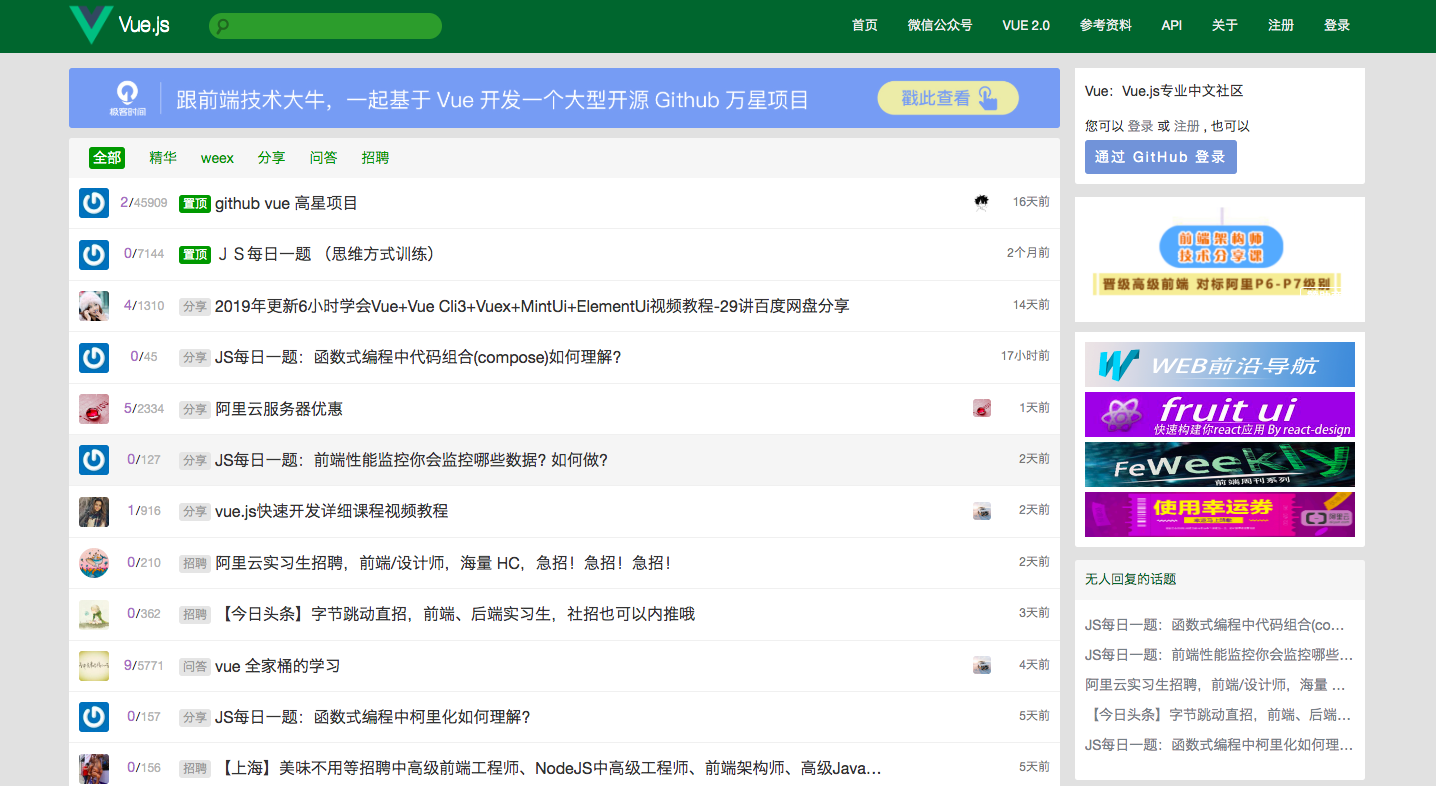 Vue.js
首页 微信公众号 VUE 2.0 参考资料 API 关于 注册 登录
极客时间 跟前端技术大牛，一起基于 Vue 开发一个大型开源 Github 万星项目 戳此查看
全部 精华 weex 分享 问答 招聘
2/45909 置顶 github vue 高星项目 16天前
0/7144 置顶 ＪＳ每日一题 （思维方式训练） 2个月前
4/1310 分享 2019年更新6小时学会Vue+Vue Cli3+Vuex+MintUi+ElementUi视频教程-29讲百度网盘分享 14天前
0/45 分享 JS每日一题：函数式编程中代码组合(compose)如何理解? 17小时前
5/2334 分享 阿里云服务器优惠 1天前
0/127 分享 JS每日一题：前端性能监控你会监控哪些数据? 如何做? 2天前
1/916 分享 vue.js快速开发详细课程视频教程 2天前
0/210 招聘 阿里云实习生招聘，前端/设计师，海量 HC，急招！急招！急招！ 2天前
0/362 招聘 【今日头条】字节跳动直招，前端、后端实习生，社招也可以内推哦 3天前
9/5771 问答 vue 全家桶的学习 4天前
0/157 分享 JS每日一题：函数式编程中柯里化如何理解? 5天前
0/156 招聘 【上海】美味不用等招聘中高级前端工程师、NodeJS中高级工程师、前端架构师、高级Java… 5天前
Vue：Vue.js专业中文社区
您可以 登录 或 注册 , 也可以
通过 GitHub 登录
前端架构师
技术分享课
晋级高级前端 对标阿里P6-P7级别
WEB前沿导航
fruit ui
快速构建你react应用 By react-design
FeWeekly
前端周刊系列
使用幸运券
阿里云
无人回复的话题
JS每日一题：函数式编程中代码组合(co…
JS每日一题：前端性能监控你会监控哪些…
阿里云实习生招聘，前端/设计师，海量 …
【今日头条】字节跳动直招，前端、后端…
JS每日一题：函数式编程中柯里化如何理…